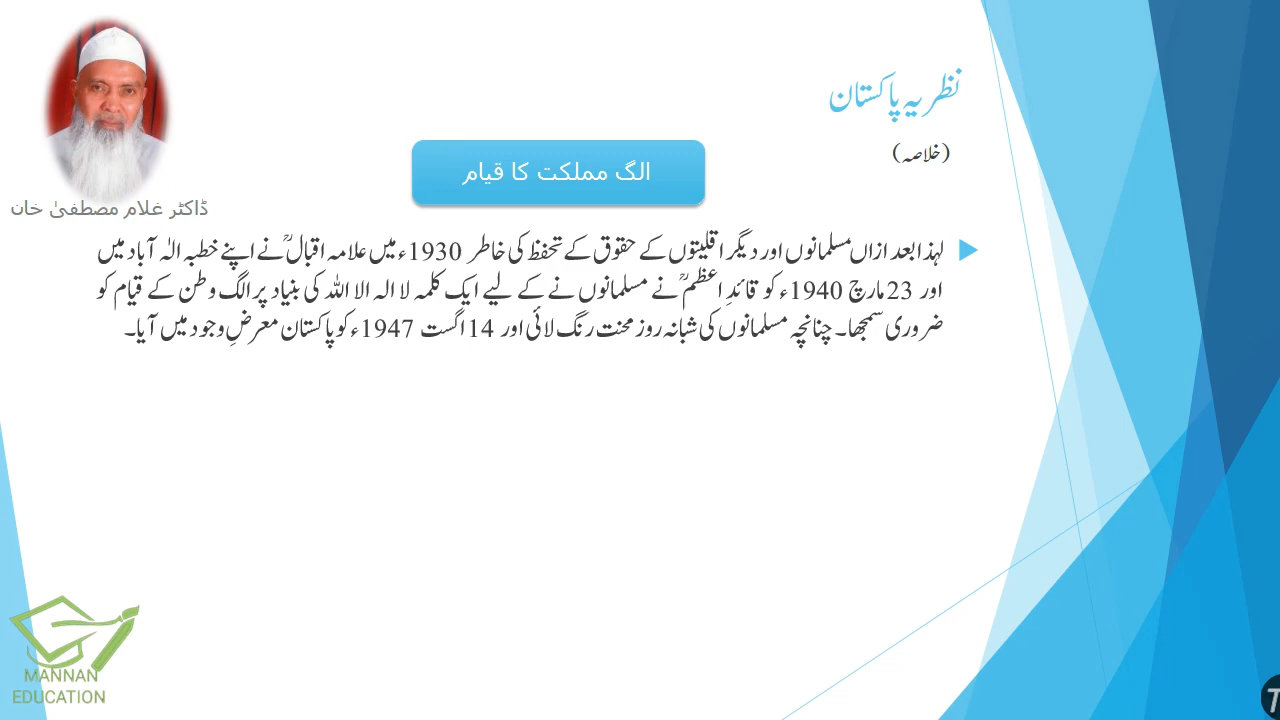 نظریہ پاکستان
(خلاصہ)
الگ مملکت کا قیام
ڈاکٹر غلام مصطفیٰ خان
لہذا بعد ازاں مسلمانوں اور دیگر اقلیتوں کے حقوق کے تحفظ کی خاطر 1930ء میں علامہ اقبالؒ نے اپنے خطبہ الٰہ آباد میں
اور 23 مارچ 1940ء کو قائدِ اعظمؒ نے مسلمانوں نے کے لیے ایک کلمہ لا الہ الا اللہ کی بنیاد پر الگ وطن کے قیام کو
ضروری سمجھا۔ چنانچہ مسلمانوں کی شبانہ روز محنت رنگ لائی اور 14 اگست 1947ء کو پاکستان معرضِ وجود میں آیا۔
MANNAN
EDUCATION